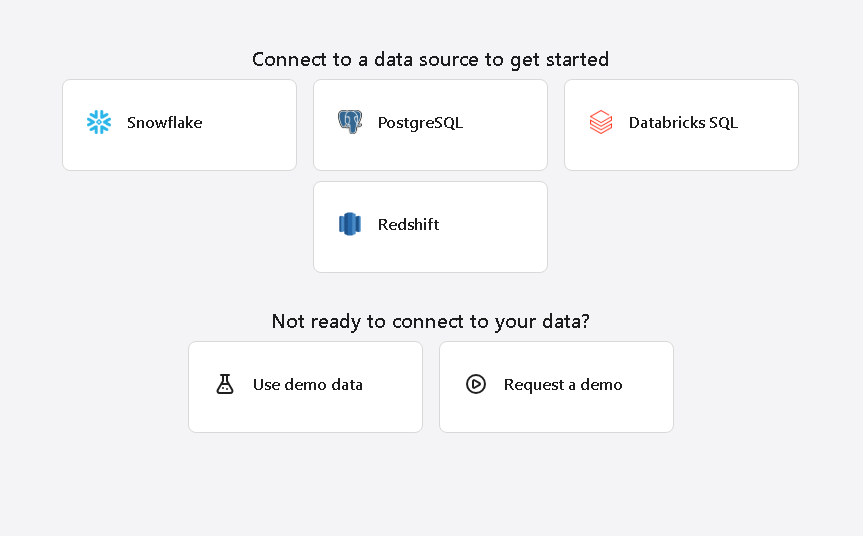 Connect to a data source to get started
Snowflake
PostgreSQL
Databricks SQL
Redshift
Not ready to connect to your data?
Use demo data
Request a demo